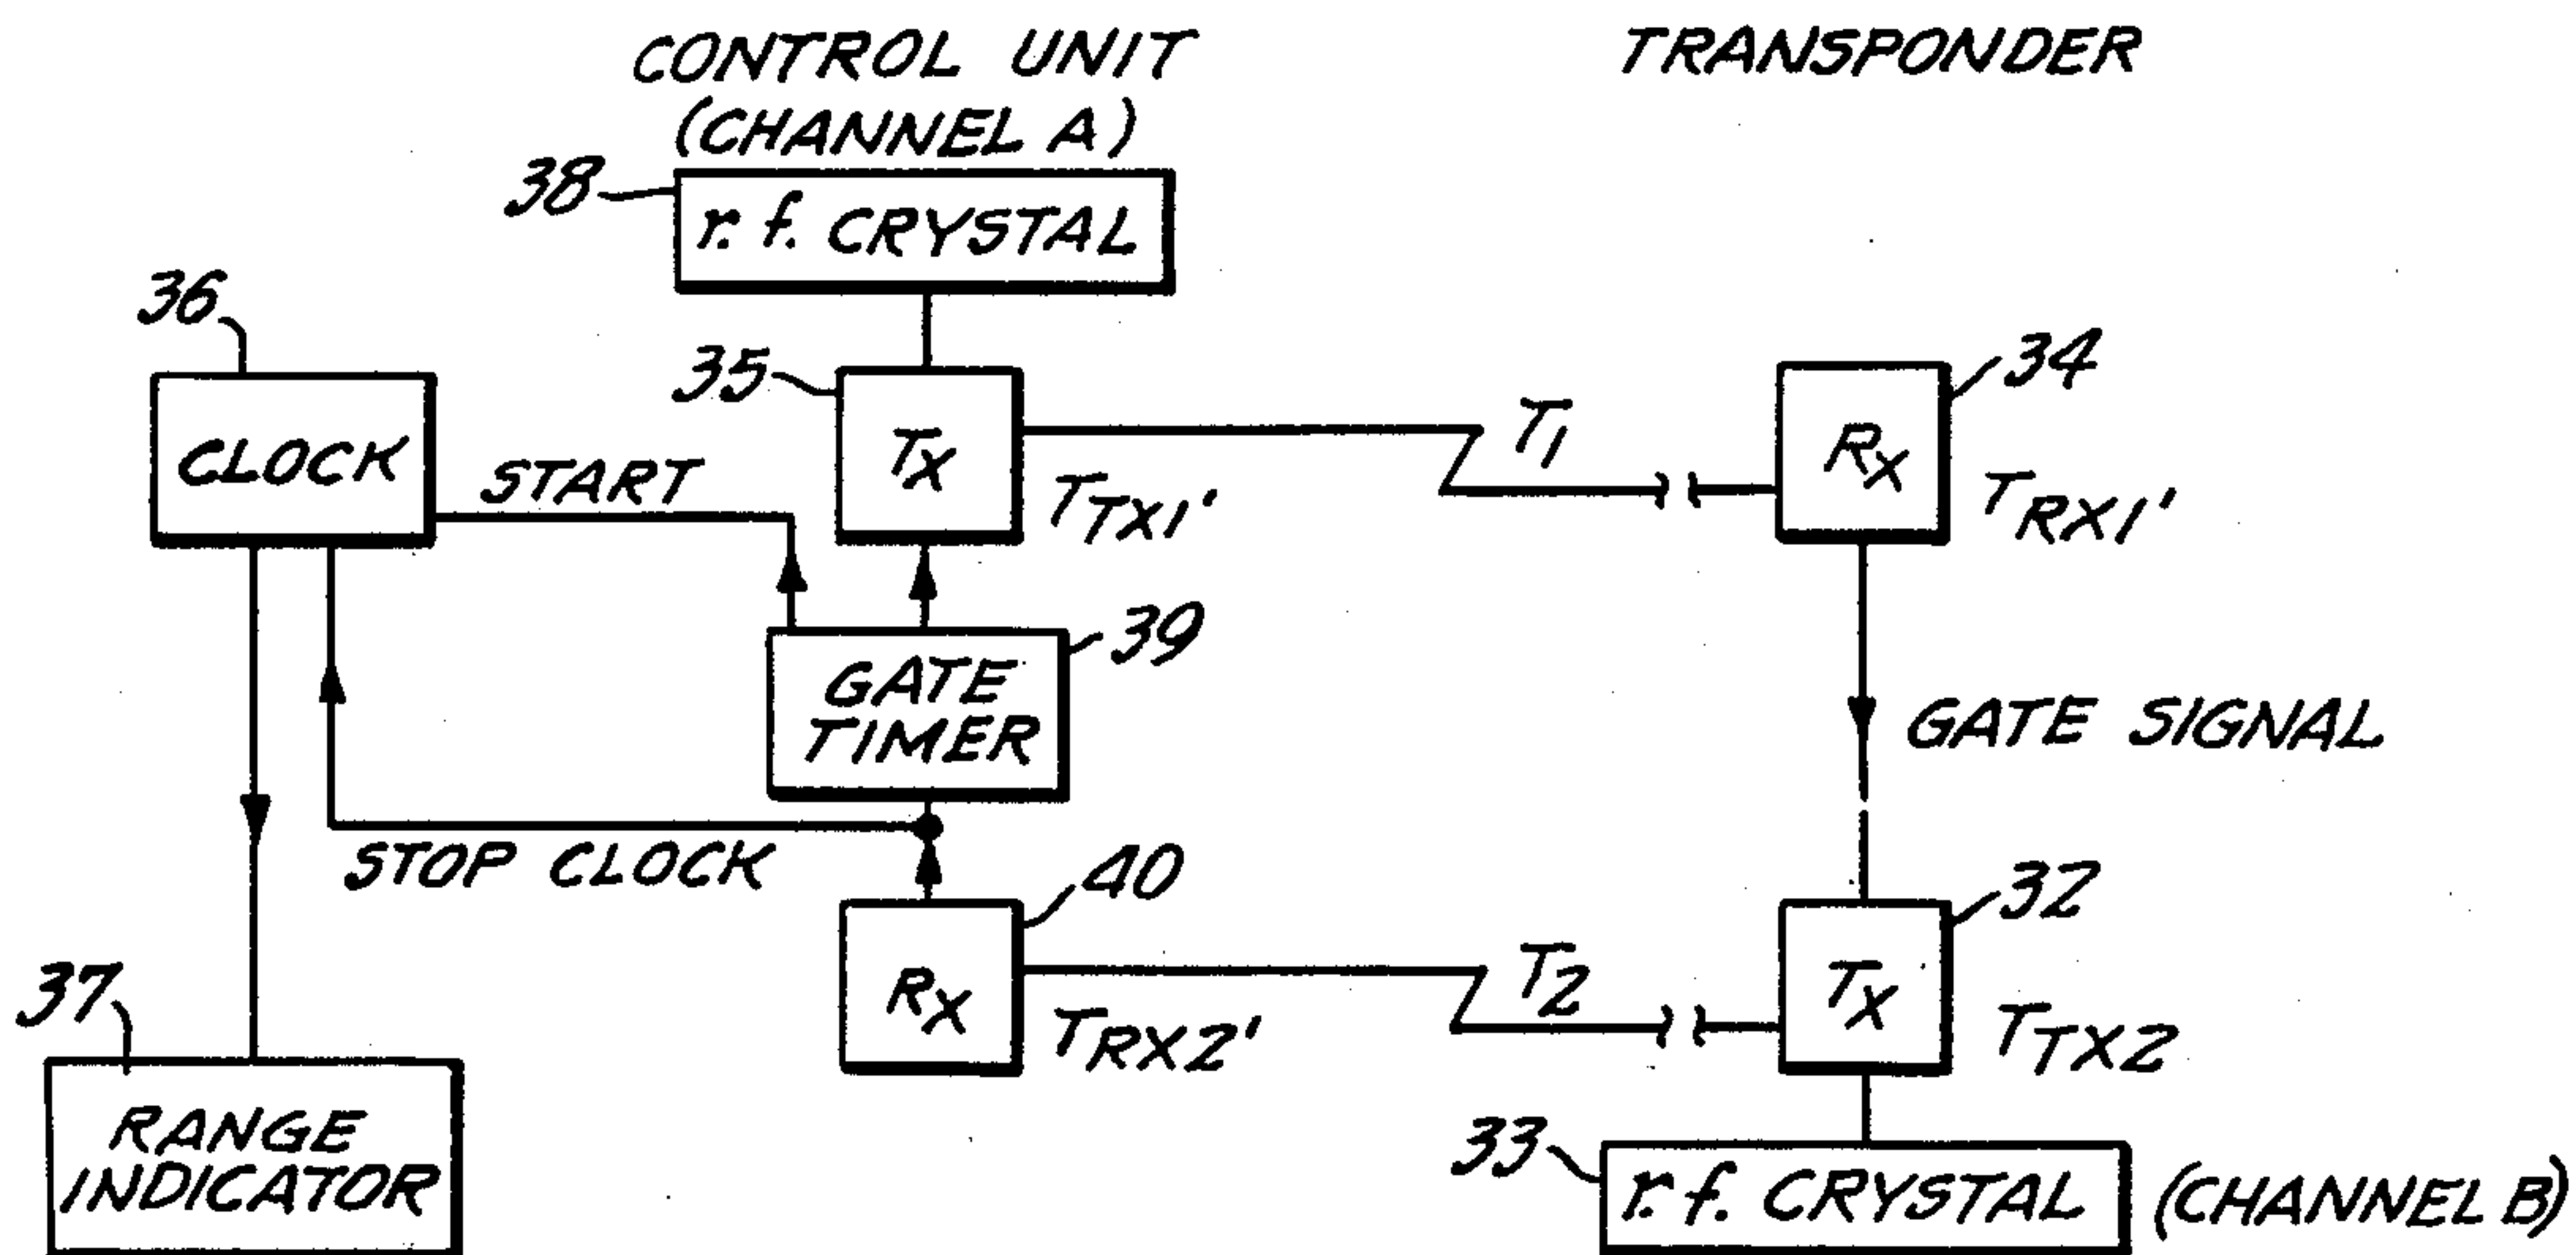 CONTROL UNIT
(CHANNEL A)
TRANSPONDER
38
r.f. CRYSTAL
36
35
34
CLOCK
START
Tx
TTX1'
T1
Rx
TRX1'
39
GATE
TIMER
GATE SIGNAL
STOP CLOCK
40
32
37
Rx
TRX2'
T2
Tx
TTX2
RANGE
INDICATOR
33
r.f. CRYSTAL
(CHANNEL B)